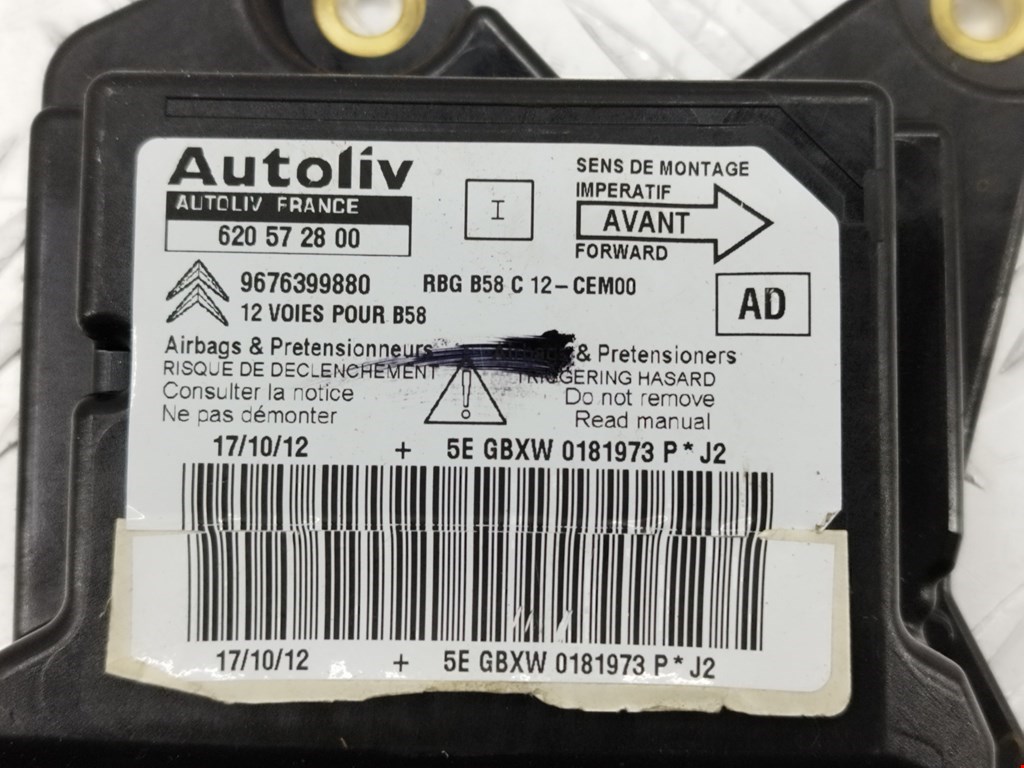 Autoliv
AUTOLIV FRANCE
620 57 28 00
I
SENS DE MONTAGE
IMPERATIF
AVANT
FORWARD
9676399880 RBG B58 C 12-CEM00
12 VOIES POUR B58
AD
Airbags & Pretensionneurs
RISQUE DE DECLENCHEMENT
Consulter la notice
Ne pas démonter
!
Airbags & Pretensioners
TRIGGERING HASARD
Do not remove
Read manual
17/10/12 + 5E GBXW 0181973 P*J2
17/10/12 + 5E GBXW 0181973 P*J2